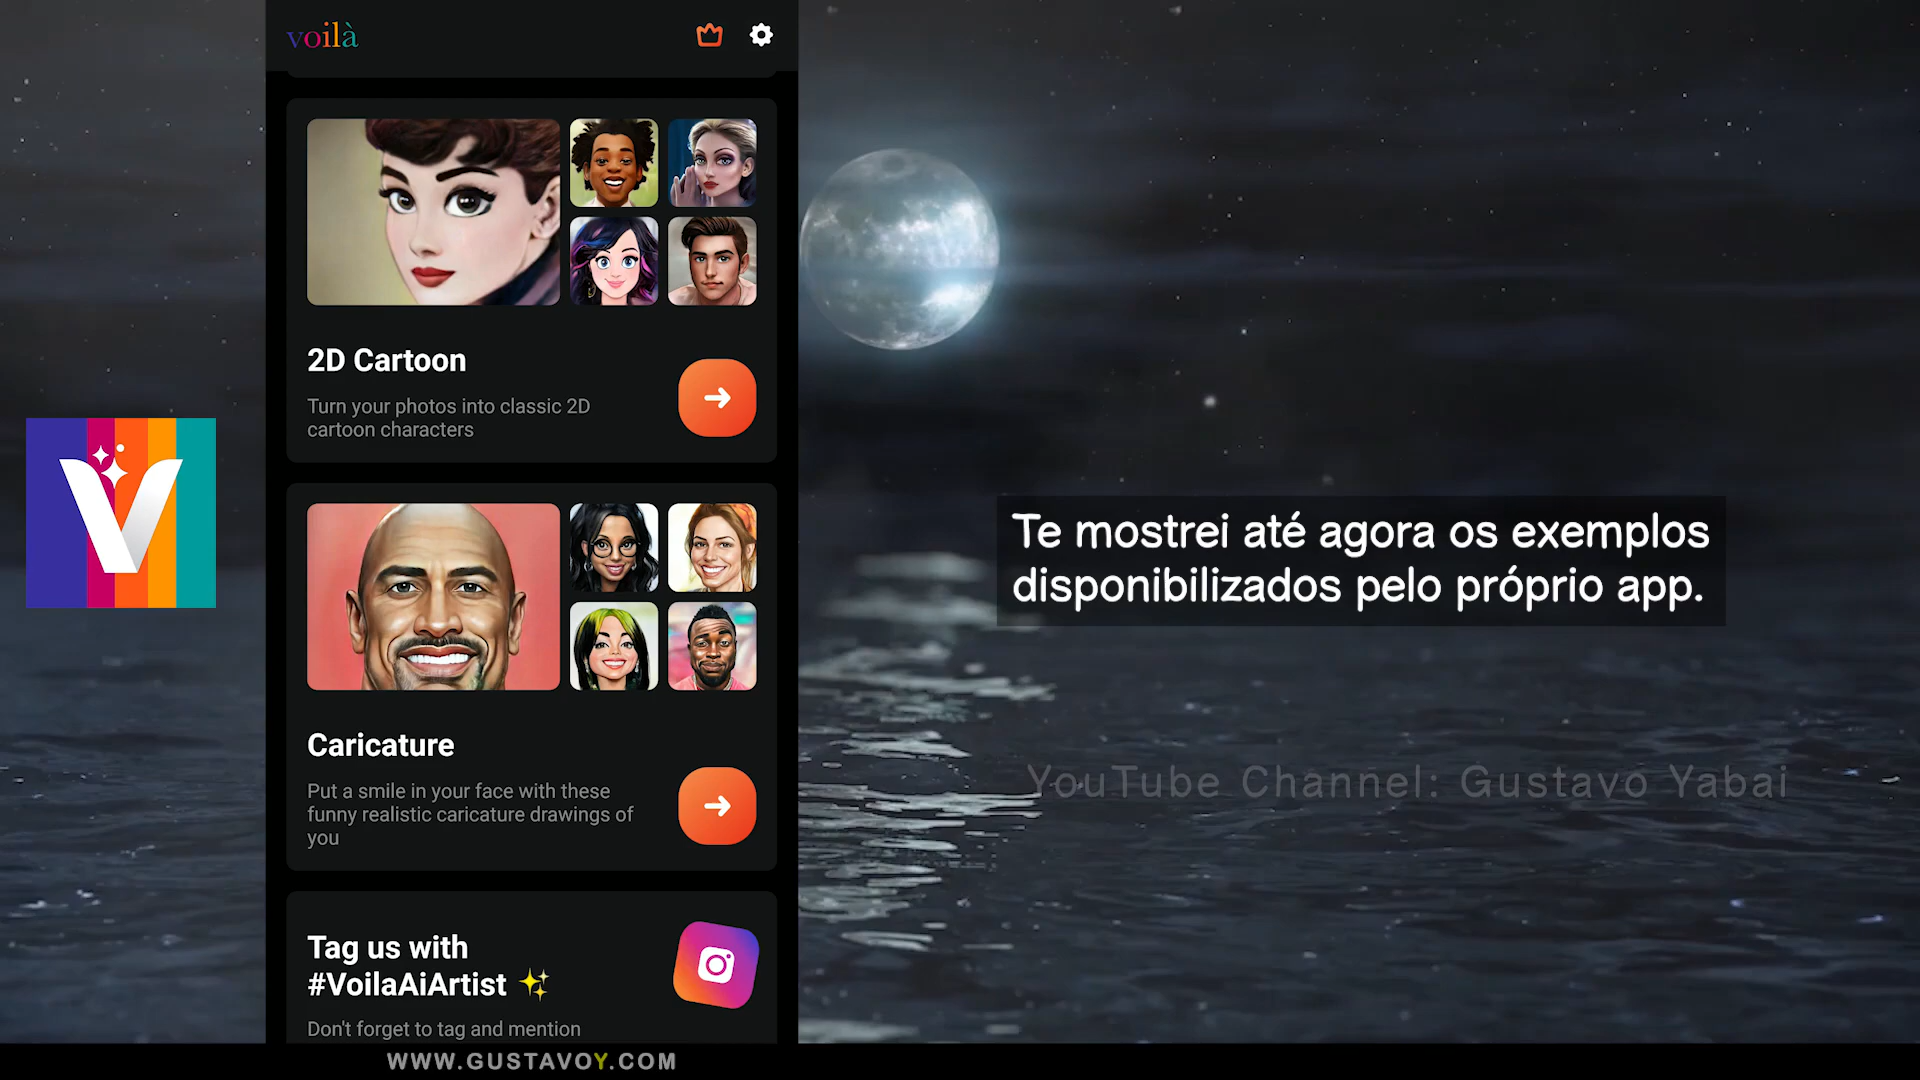 voilà
2D Cartoon
Turn your photos into classic 2D
cartoon characters
Caricature
Put a smile in your face with these
funny realistic caricature drawings of
you
Tag us with
#VoilaAiArtist ✨
Don't forget to tag and mention
V
Te mostrei até agora os exemplos
disponibilizados pelo próprio app.
YouTube Channel: Gustavo Yabai
WWW.GUSTAVOY.COM